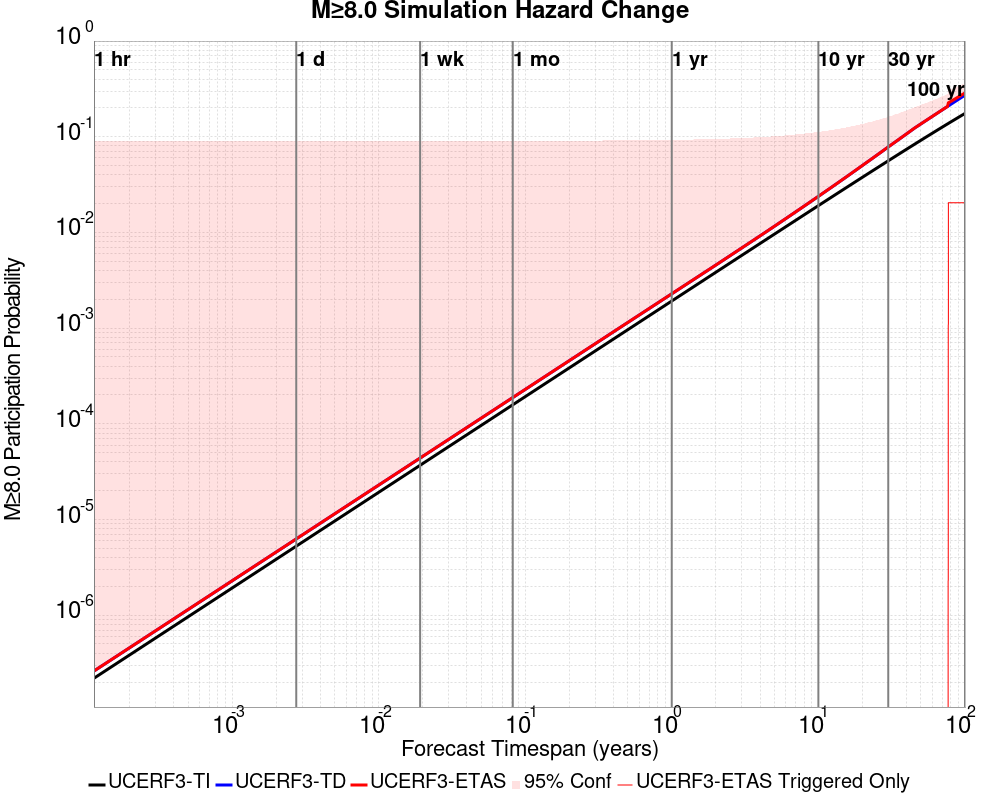 M≥8.0 Simulation Hazard Change
10^0
1 hr 1 d 1 wk 1 mo 1 yr 10 yr 30 yr
100 yr
10^-1
10^-2
10^-3
10^-4
10^-5
10^-6
M≥8.0 Participation Probability
10^-3 10^-2 10^-1 10^0 10^1 10^2
Forecast Timespan (years)
UCERF3-TI UCERF3-TD UCERF3-ETAS 95% Conf UCERF3-ETAS Triggered Only